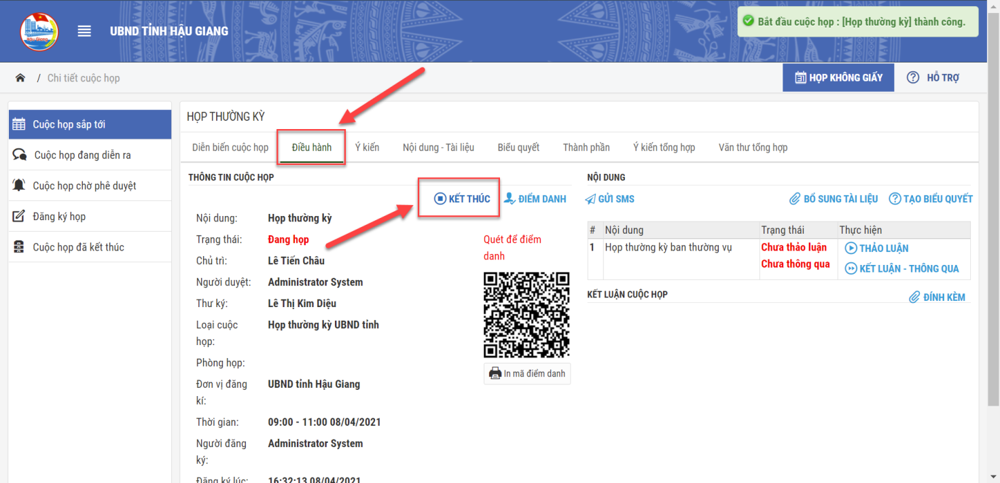 Hậu Giang
UBND TỈNH HẬU GIANG
Bắt đầu cuộc họp : [Họp thường kỳ] thành công.
/ Chi tiết cuộc họp
HỌP KHÔNG GIẤY
HỖ TRỢ
Cuộc họp sắp tới
Cuộc họp đang diễn ra
Cuộc họp chờ phê duyệt
Đăng ký họp
Cuộc họp đã kết thúc
HỌP THƯỜNG KỲ
Diễn biến cuộc họp Điều hành Ý kiến Nội dung - Tài liệu Biểu quyết Thành phần Ý kiến tổng hợp Văn thư tổng hợp
THÔNG TIN CUỘC HỌP
KẾT THÚC ĐIỂM DANH
Nội dung: Họp thường kỳ
Trạng thái: Đang họp
Chủ trì: Lê Tiến Châu
Người duyệt: Administrator System
Thư ký: Lê Thị Kim Diệu
Loại cuộc Họp thường kỳ UBND tỉnh
họp:
Phòng họp:
Đơn vị đăng UBND tỉnh Hậu Giang
kí:
Thời gian: 09:00 - 11:00 08/04/2021
Người đăng Administrator System
ký:
Đăng ký lúc: 16:32:13 08/04/2021
Quét để điểm
danh
In mã điểm danh
NỘI DUNG
GỬI SMS BỔ SUNG TÀI LIỆU TẠO BIỂU QUYẾT
# Nội dung Trạng thái Thực hiện
1 Họp thường kỳ ban thường vụ Chưa thảo luận THẢO LUẬN
Chưa thông qua KẾT LUẬN - THÔNG QUA
KẾT LUẬN CUỘC HỌP
ĐÍNH KÈM